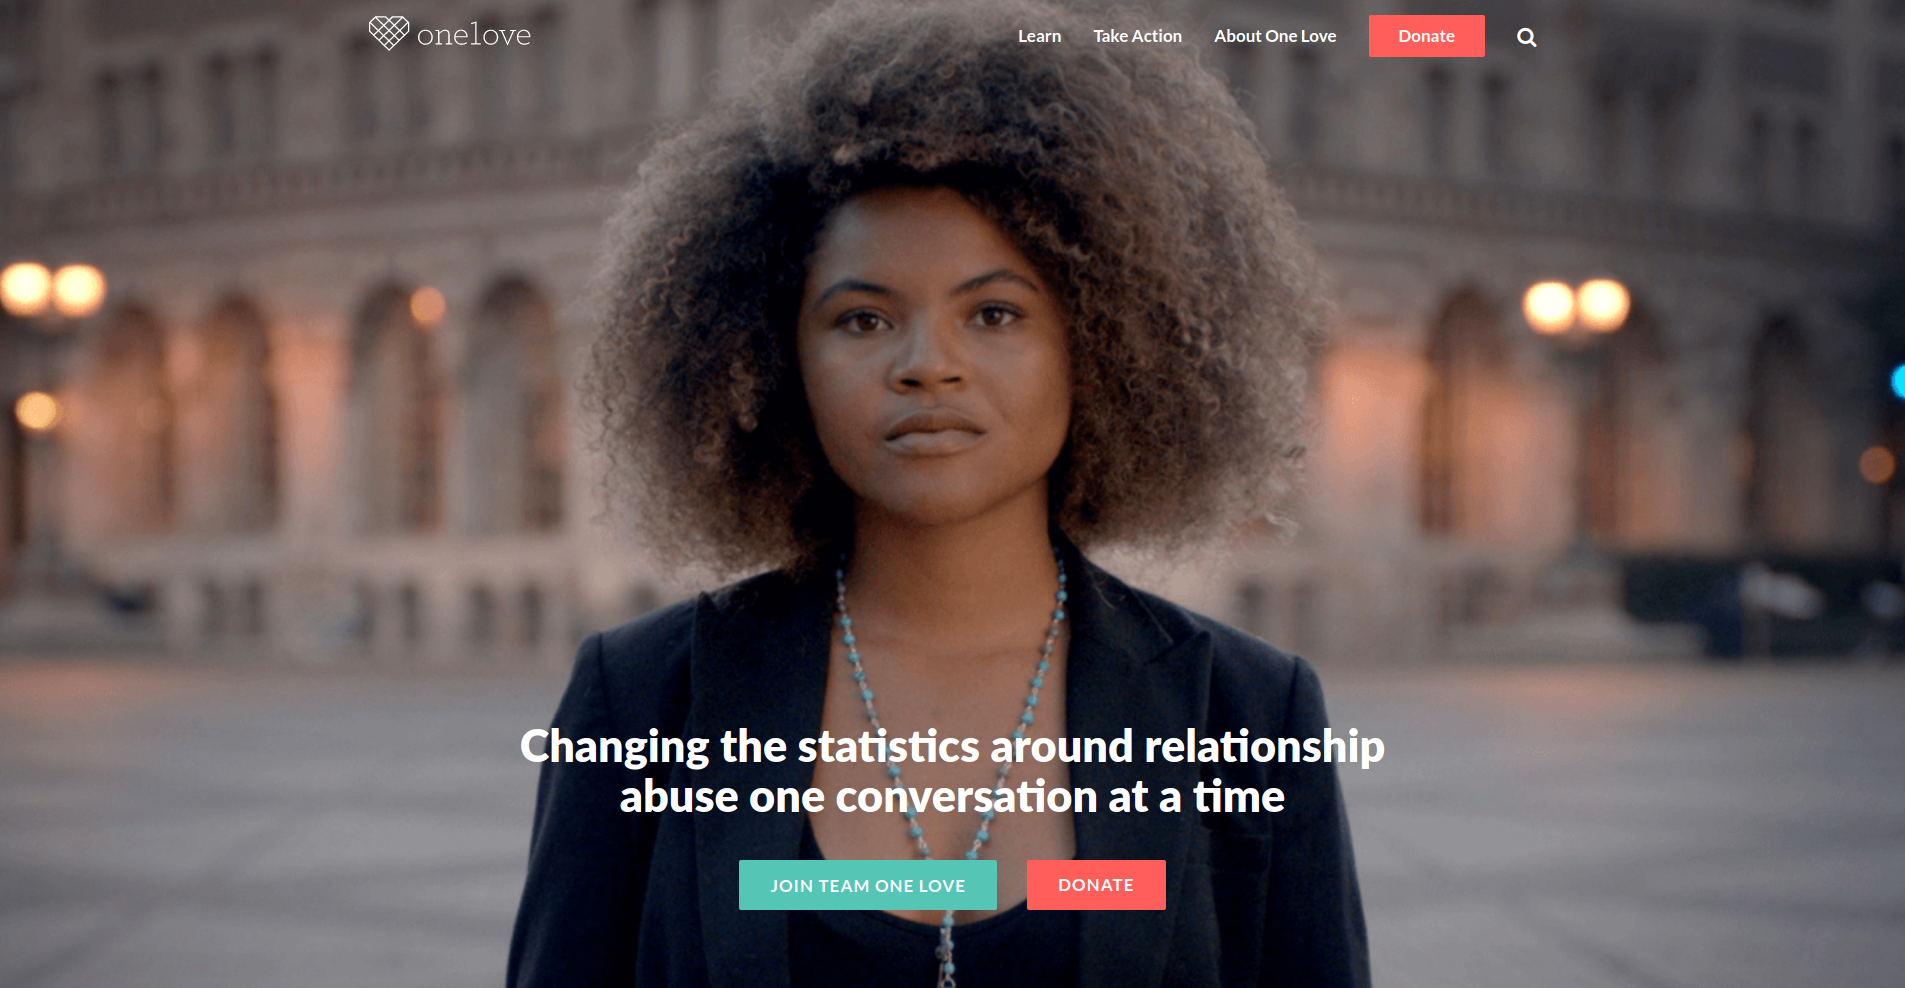 onelove
Learn
Take Action
About One Love
Donate
Changing the statistics around relationship
abuse one conversation at a time
JOIN TEAM ONE LOVE
DONATE